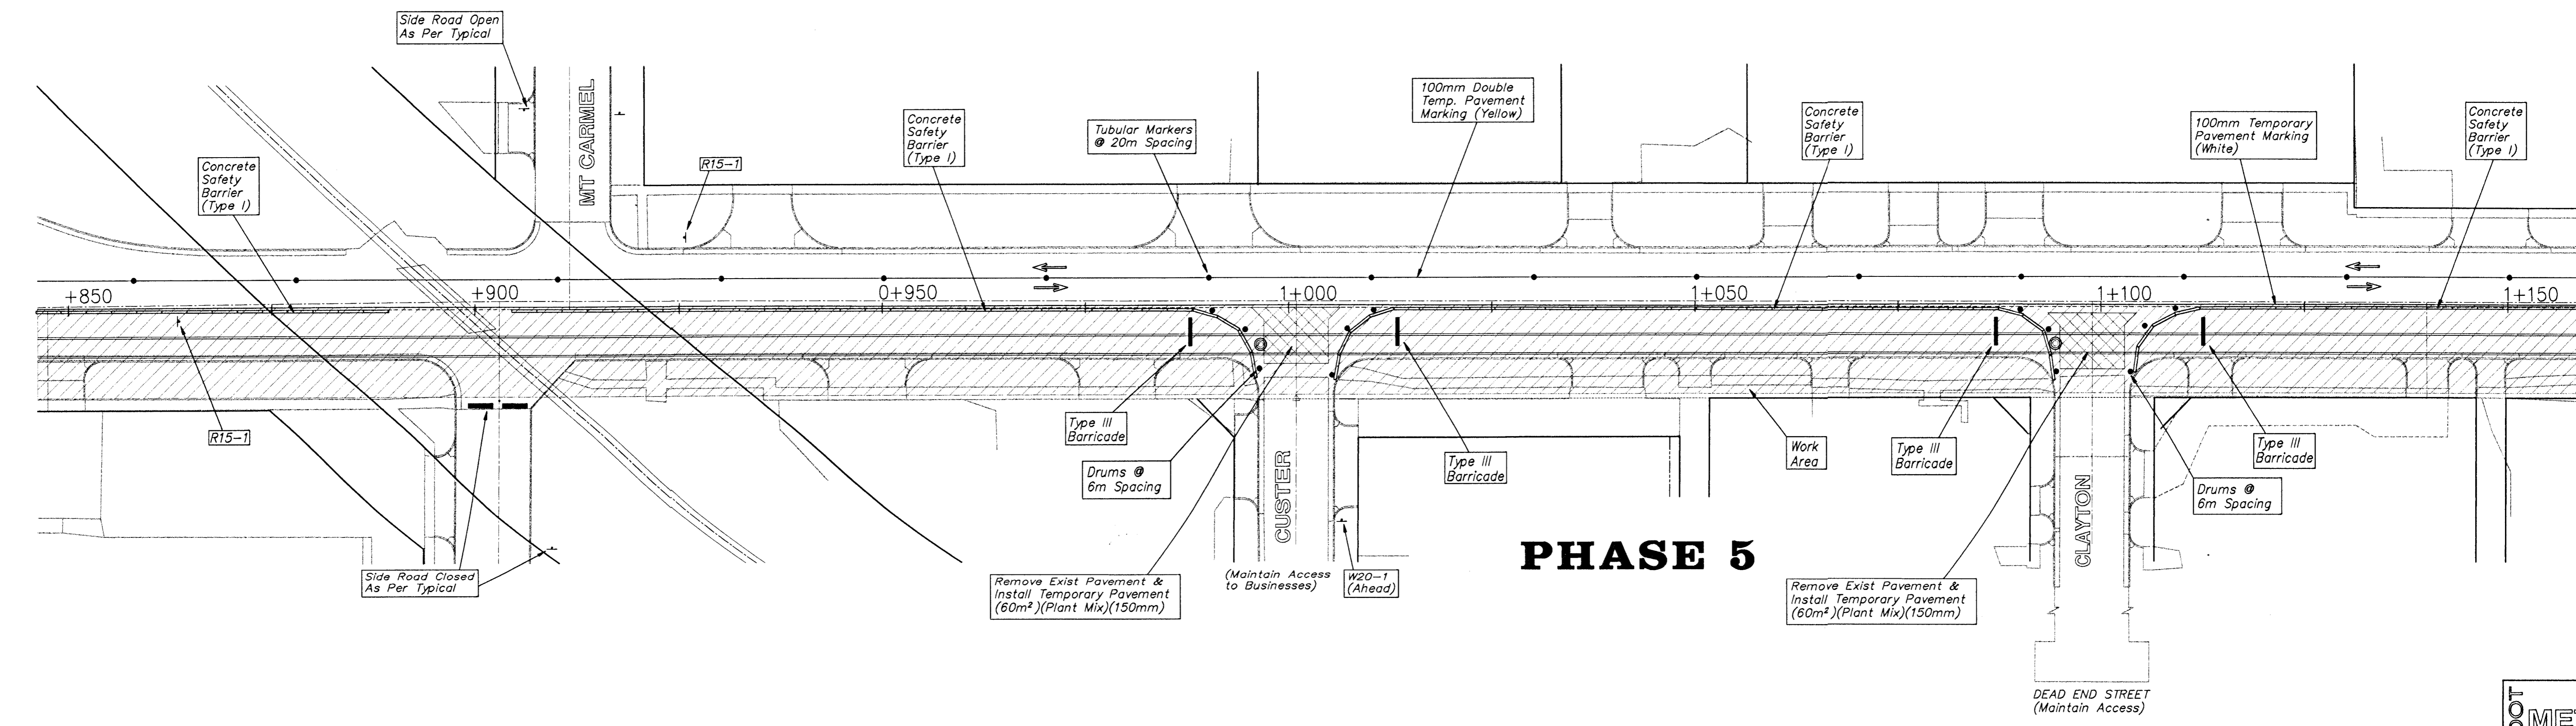 Side Road Open
As Per Typical
MT CARMEL
Concrete
Safety
Barrier
(Type I)
R15-1
Concrete
Safety
Barrier
(Type I)
Tubular Markers
@ 20m Spacing
100mm Double
Temp. Pavement
Marking (Yellow)
Concrete
Safety
Barrier
(Type I)
100mm Temporary
Pavement Marking
(White)
Concrete
Safety
Barrier
(Type I)
+850
+900
0+950
1+000
1+050
1+100
1+150
R15-1
Side Road Closed
As Per Typical
Type III
Barricade
Drums @
6m Spacing
Remove Exist Pavement &
Install Temporary Pavement
(60m²)(Plant Mix)(150mm)
CUSTER
(Maintain Access
to Businesses)
W20-1
(Ahead)
Type III
Barricade
PHASE 5
Work
Area
Type III
Barricade
Remove Exist Pavement &
Install Temporary Pavement
(60m²)(Plant Mix)(150mm)
CLAYTON
Type III
Barricade
Drums @
6m Spacing
DEAD END STREET
(Maintain Access)